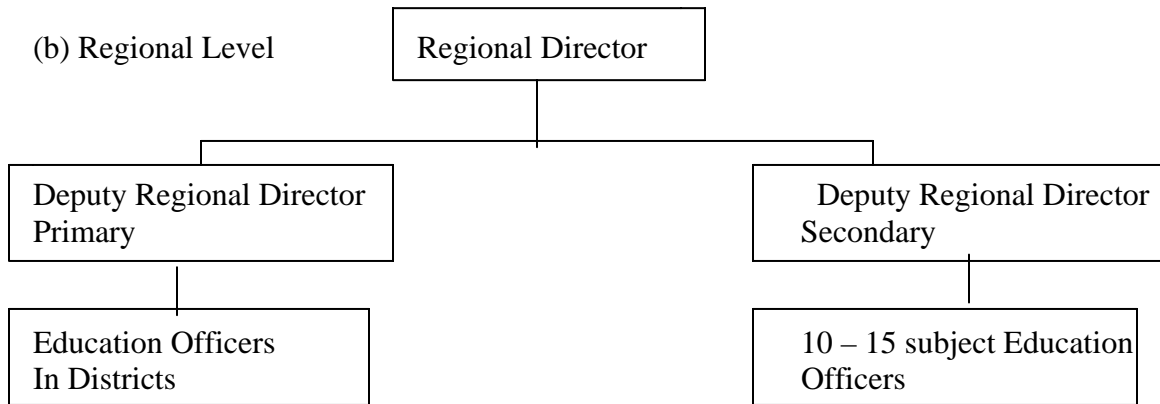 (b) Regional Level
Regional Director
Deputy Regional Director
Primary
Deputy Regional Director
Secondary
Education Officers
In Districts
10 – 15 subject Education
Officers